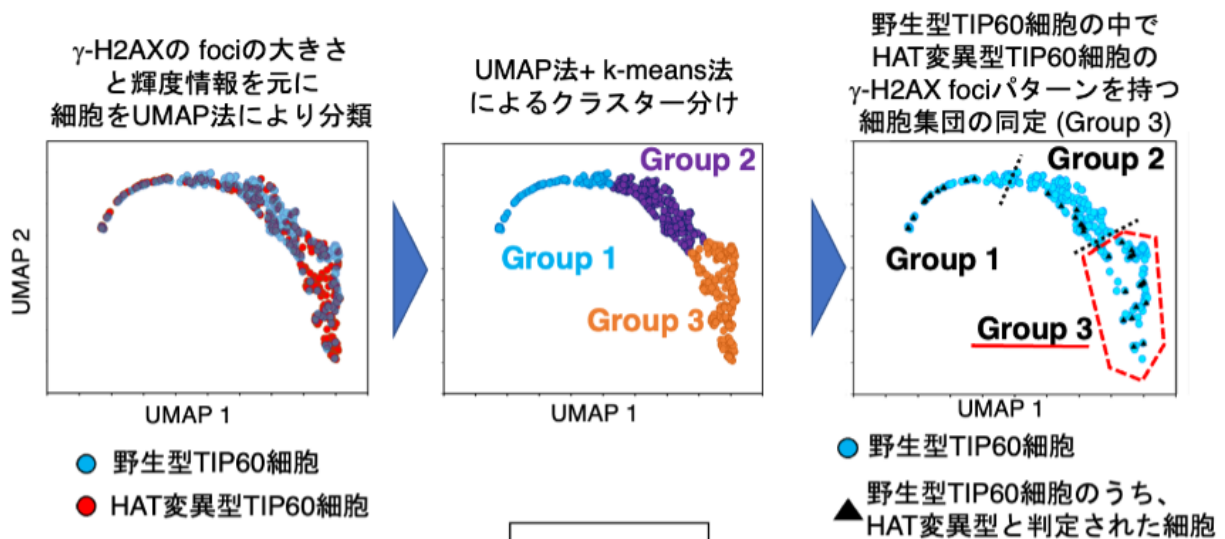 γ-H2AXの fociの大きさ
と輝度情報を元に
細胞をUMAP法により分類
UMAP 2
UMAP 1
野生型TIP60細胞
HAT変異型TIP60細胞
UMAP法+ k-means法
によるクラスター分け
Group 2
Group 1
Group 3
UMAP 1
野生型TIP60細胞の中で
HAT変異型TIP60細胞の
γ-H2AX fociパターンを持つ
細胞集団の同定 (Group 3)
Group 2
Group 1
Group 3
UMAP 1
野生型TIP60細胞
野生型TIP60細胞のうち、
HAT変異型と判定された細胞